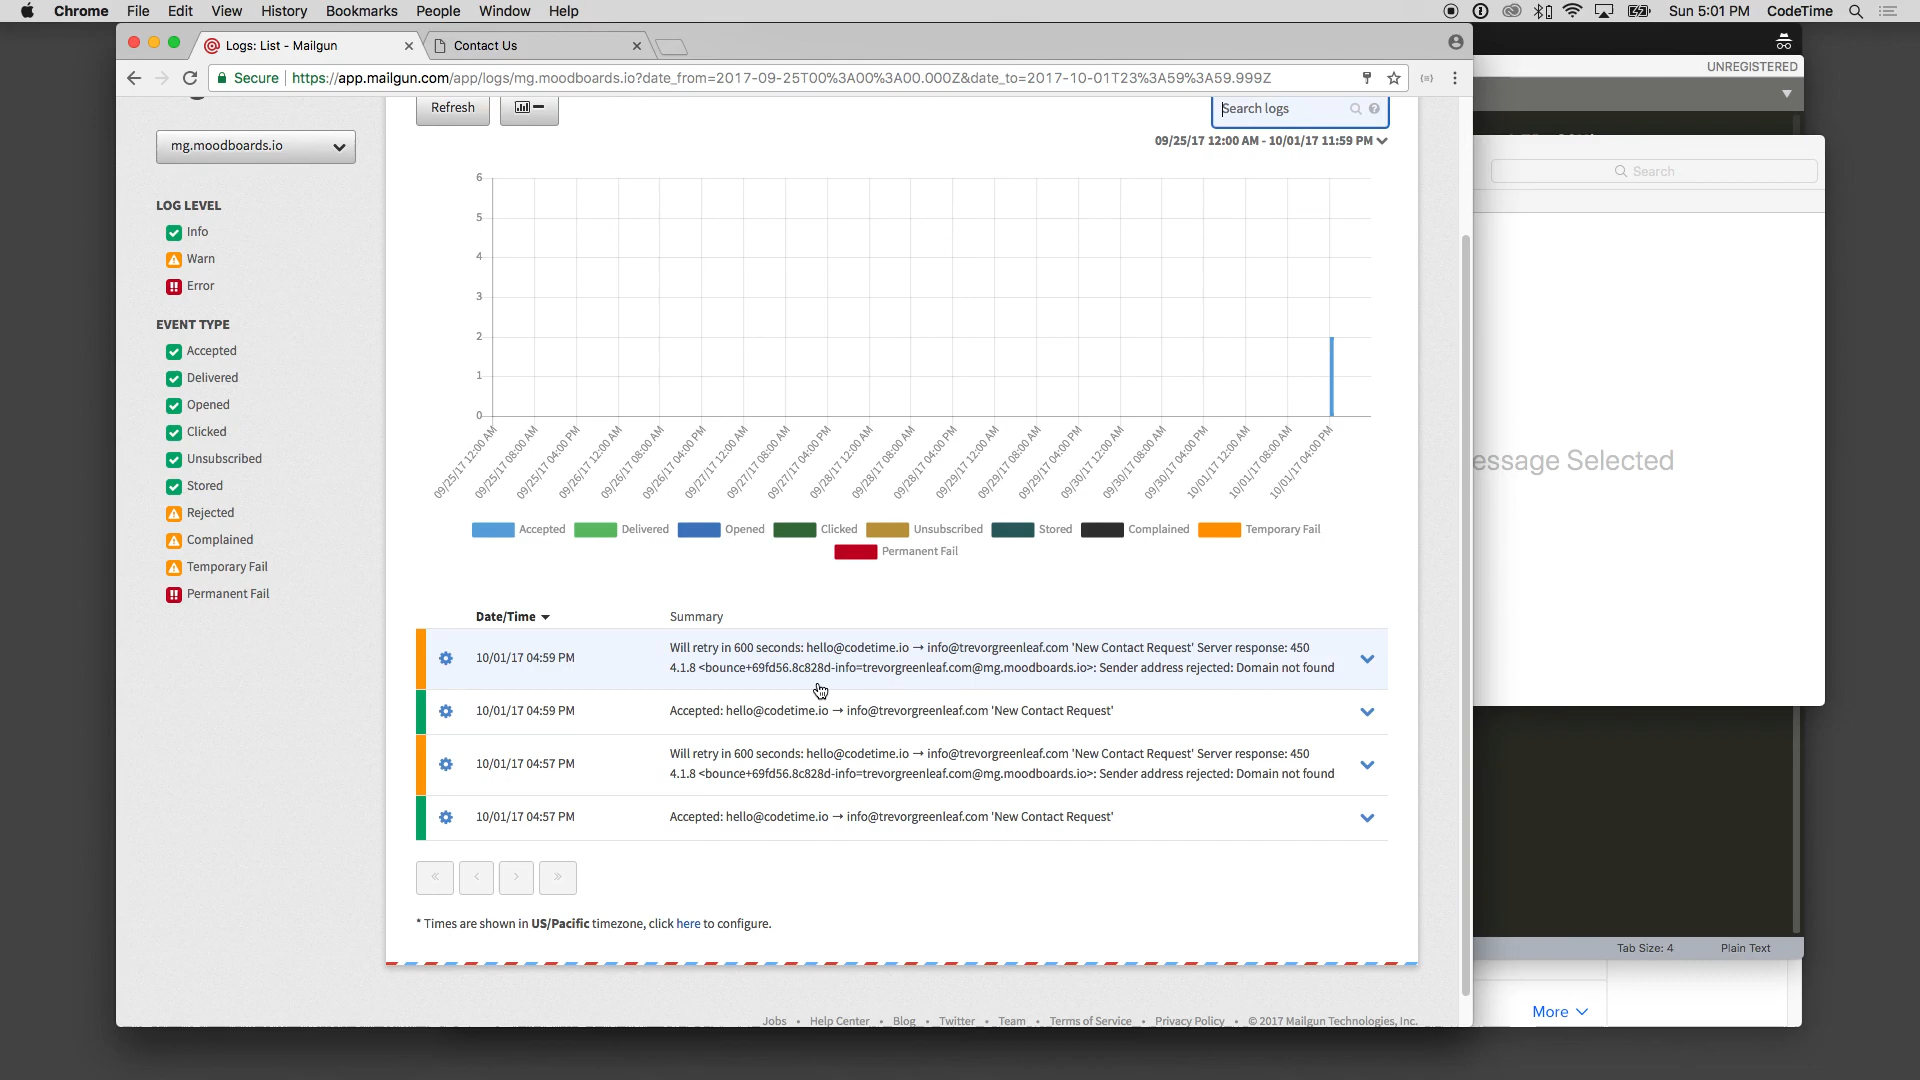 Chrome File Edit View History Bookmarks People Window Help
Sun 5:01 PM CodeTime
Logs: List - Mailgun
Contact Us
Secure https://app.mailgun.com/app/logs/mg.moodboards.io?date_from=2017-09-25T00%3A00%3A00.000Z&date_to=2017-10-01T23%3A59%3A59.999Z
UNREGISTERED
Refresh
Search logs
mg.moodboards.io
09/25/17 12:00 AM - 10/01/17 11:59 PM
Search
LOG LEVEL
Info
Warn
Error
EVENT TYPE
Accepted
Delivered
Opened
Clicked
Unsubscribed
Stored
Rejected
Complained
Temporary Fail
Permanent Fail
6
5
4
3
2
1
0
09/25/17 12:00 AM
09/25/17 08:00 AM
09/25/17 04:00 PM
09/26/17 12:00 AM
09/26/17 08:00 AM
09/26/17 04:00 PM
09/27/17 12:00 AM
09/27/17 08:00 AM
09/27/17 04:00 PM
09/28/17 12:00 AM
09/28/17 08:00 AM
09/28/17 04:00 PM
09/29/17 12:00 AM
09/29/17 08:00 AM
09/29/17 04:00 PM
09/30/17 12:00 AM
09/30/17 08:00 AM
09/30/17 04:00 PM
10/01/17 12:00 AM
10/01/17 08:00 AM
10/01/17 04:00 PM
Accepted Delivered Opened Clicked Unsubscribed Stored Complained Temporary Fail
Permanent Fail
essage Selected
Date/Time Summary
10/01/17 04:59 PM
Will retry in 600 seconds: hello@codetime.io → info@trevorgreenleaf.com 'New Contact Request' Server response: 450
4.1.8 <bounce+69fd56.8c828d-info=trevorgreenleaf.com@mg.moodboards.io>: Sender address rejected: Domain not found
10/01/17 04:59 PM Accepted: hello@codetime.io → info@trevorgreenleaf.com 'New Contact Request'
10/01/17 04:57 PM
Will retry in 600 seconds: hello@codetime.io → info@trevorgreenleaf.com 'New Contact Request' Server response: 450
4.1.8 <bounce+69fd56.8c828d-info=trevorgreenleaf.com@mg.moodboards.io>: Sender address rejected: Domain not found
10/01/17 04:57 PM Accepted: hello@codetime.io → info@trevorgreenleaf.com 'New Contact Request'
« ‹ › »
* Times are shown in US/Pacific timezone, click here to configure.
Tab Size: 4 Plain Text
More
Jobs • Help Center • Blog • Twitter • Team • Terms of Service • Privacy Policy • © 2017 Mailgun Technologies, Inc.